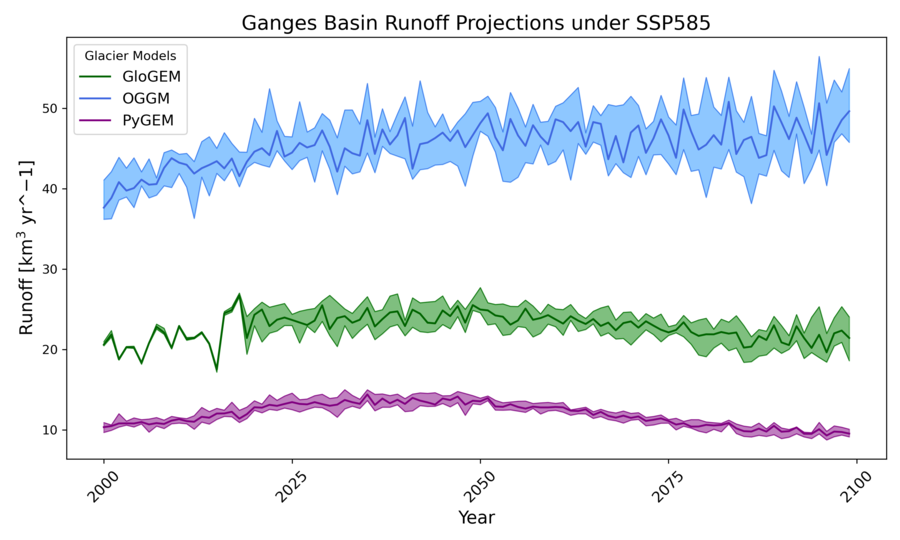 Ganges Basin Runoff Projections under SSP585
Glacier Models
GloGEM
OGGM
PyGEM
Runoff [km³ yr^−1]
50
40
30
20
10
2000
2025
2050
2075
2100
Year